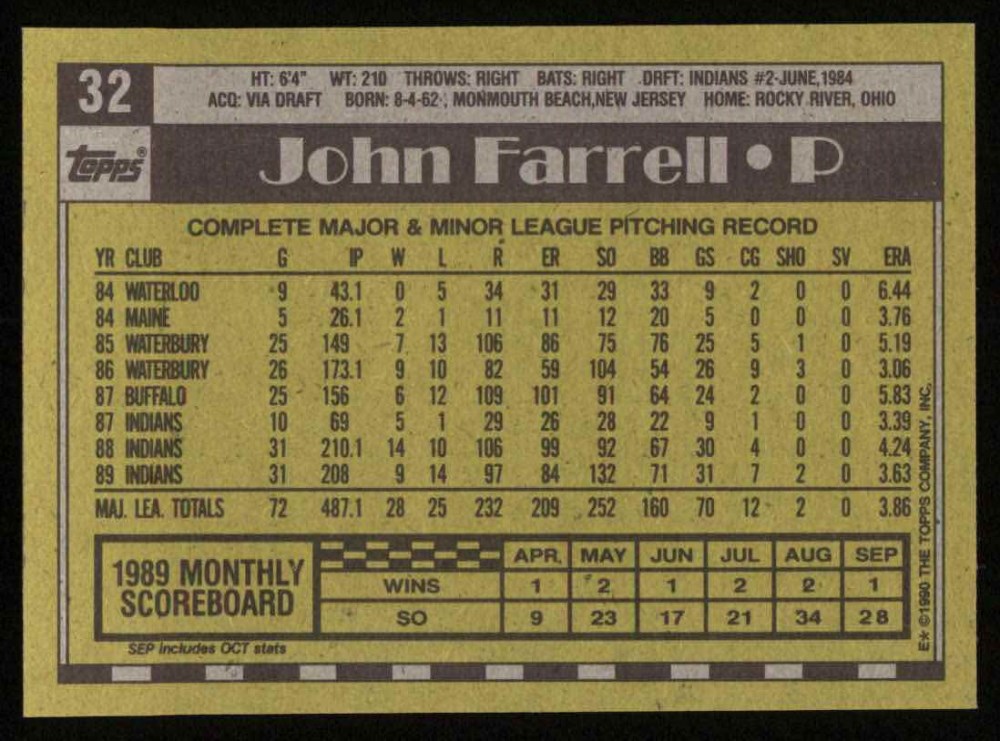 32
HT: 6'4" WT: 210 THROWS: RIGHT BATS: RIGHT DRFT: INDIANS #2-JUNE,1984
ACQ: VIA DRAFT BORN: 8-4-62, MONMOUTH BEACH,NEW JERSEY HOME: ROCKY RIVER, OHIO
topps®
John Farrell • P
COMPLETE MAJOR & MINOR LEAGUE PITCHING RECORD
YR CLUB G IP W L R ER SO BB GS CG SHO SV ERA
84 WATERLOO 9 43.1 0 5 34 31 29 33 9 2 0 0 6.44
84 MAINE 5 26.1 2 1 11 11 12 20 5 0 0 0 3.76
85 WATERBURY 25 149 7 13 106 86 75 76 25 5 1 0 5.19
86 WATERBURY 26 173.1 9 10 82 59 104 54 26 9 3 0 3.06
87 BUFFALO 25 156 6 12 109 101 91 64 24 2 0 0 5.83
87 INDIANS 10 69 5 1 29 26 28 22 9 1 0 0 3.39
88 INDIANS 31 210.1 14 10 106 99 92 67 30 4 0 0 4.24
89 INDIANS 31 208 9 14 97 84 132 71 31 7 2 0 3.63
MAJ. LEA. TOTALS 72 487.1 28 25 232 209 252 160 70 12 2 0 3.86
1989 MONTHLY
SCOREBOARD
APR. MAY JUN JUL AUG SEP
WINS 1 2 1 2 2 1
SO 9 23 17 21 34 28
SEP includes OCT stats
E* ©1990 THE TOPPS COMPANY, INC.